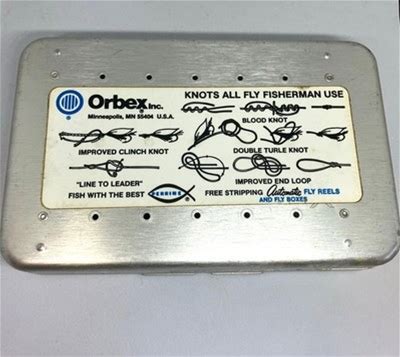 Orbex Inc.
Minneapolis, MN 55404 U.S.A.
KNOTS ALL FLY FISHERMAN USE
BLOOD KNOT
IMPROVED CLINCH KNOT
DOUBLE TURLE KNOT
"LINE TO LEADER"
IMPROVED END LOOP
FISH WITH THE BEST PERRINE FREE STRIPPING Automatic FLY REELS
AND FLY BOXES